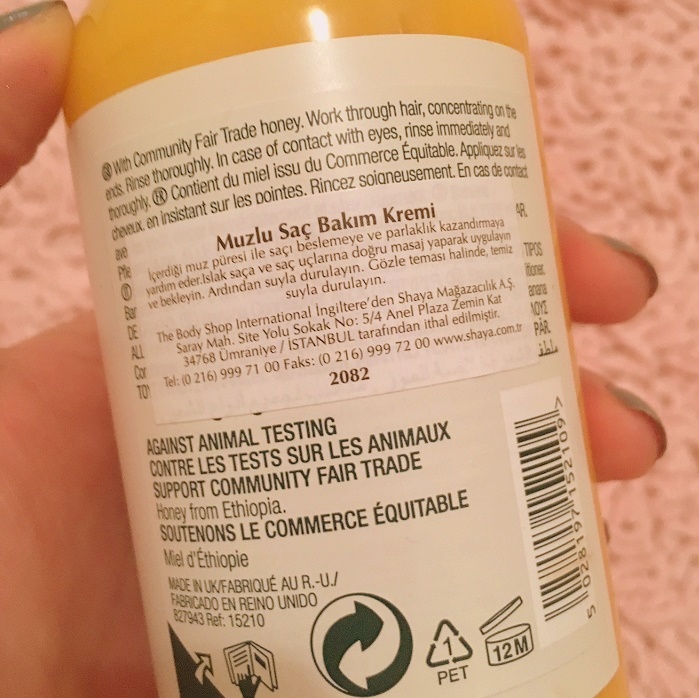 With Community Fair Trade honey. Work through hair, concentrating on the
ends. Rinse thoroughly. In case of contact with eyes, rinse immediately and
thoroughly. Contient du miel issu du Commerce Équitable. Appliquez sur les
cheveux, en insistant sur les pointes. Rincez soigneusement. En cas de contact
Muzlu Saç Bakım Kremi
İçerdiği muz püresi ile saçı beslemeye ve parlaklık kazandırmaya
yardım eder.Islak saça ve saç uçlarına doğru masaj yaparak uygulayın
ve bekleyin. Ardından suyla durulayın. Gözle teması halinde, temiz
suyla durulayın.
The Body Shop International İngiltere'den Shaya Mağazacılık A.Ş.
Saray Mah. Site Yolu Sokak No: 5/4 Anel Plaza Zemin Kat
34768 Ümraniye / İSTANBUL tarafından ithal edilmiştir.
Tel: (0 216) 999 71 00 Faks: (0 216) 999 72 00 www.shaya.com.tr
2082
AR.
TIPOS
PÄR.
DE
ALL
AGAINST ANIMAL TESTING
CONTRE LES TESTS SUR LES ANIMAUX
SUPPORT COMMUNITY FAIR TRADE
Honey from Ethiopia.
SOUTENONS LE COMMERCE ÉQUITABLE
Miel d'Éthiopie
MADE IN UK/FABRIQUÉ AU R.-U./
FABRICADO EN REINO UNIDO
827943 Ref: 15210
1
PET
12M
5 028197 152109 >